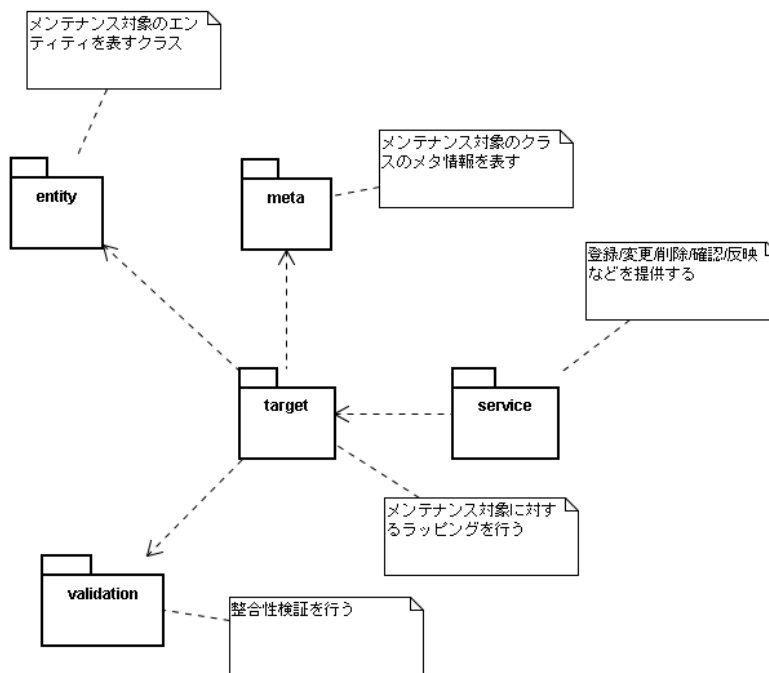 メンテナンス対象のエン
ティティを表すクラス
メンテナンス対象のクラ
スのメタ情報を表す
entity
meta
登録/変更/削除/確認/反映
などを提供する
target
service
メンテナンス対象に対す
るラッピングを行う
validation
整合性検証を行う